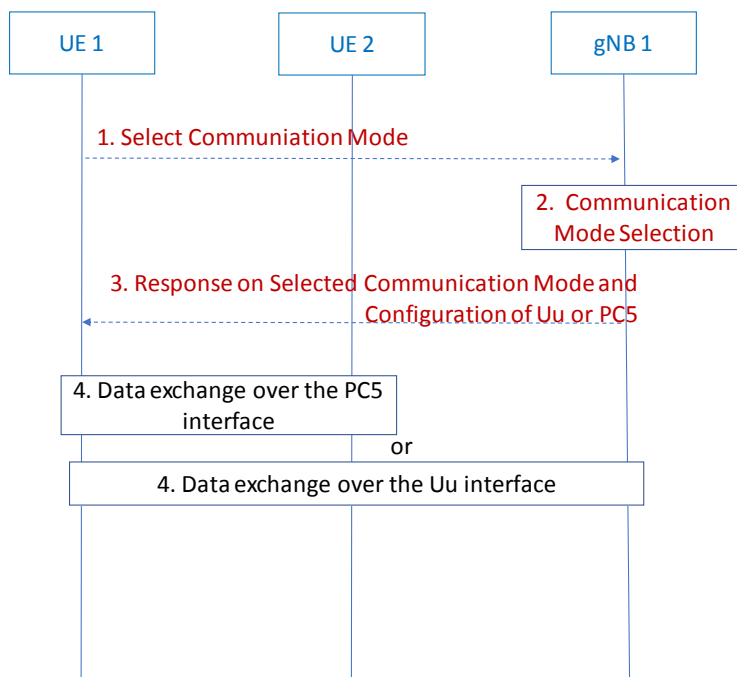 UE 1
UE 2
gNB 1
1. Select Communiation Mode
2. Communication
Mode Selection
3. Response on Selected Communication Mode and
Configuration of Uu or PC5
4. Data exchange over the PC5
interface
or
4. Data exchange over the Uu interface